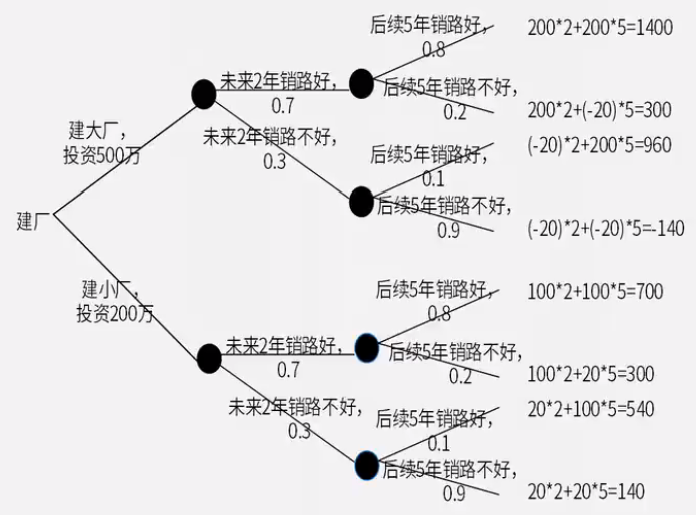 后续5年销路好，
0.8
200*2+200*5=1400
未来2年销路好，
0.7
后续5年销路不好，
0.2
200*2+(-20)*5=300
建大厂，
投资500万
未来2年销路不好，
0.3
后续5年销路好，
0.1
(-20)*2+200*5=960
后续5年销路不好，
0.9
(-20)*2+(-20)*5=-140
建厂
建小厂，
投资200万
后续5年销路好，
0.8
100*2+100*5=700
未来2年销路好，
0.7
后续5年销路不好，
0.2
100*2+20*5=300
未来2年销路不好，
0.3
后续5年销路好，
0.1
20*2+100*5=540
后续5年销路不好，
0.9
20*2+20*5=140